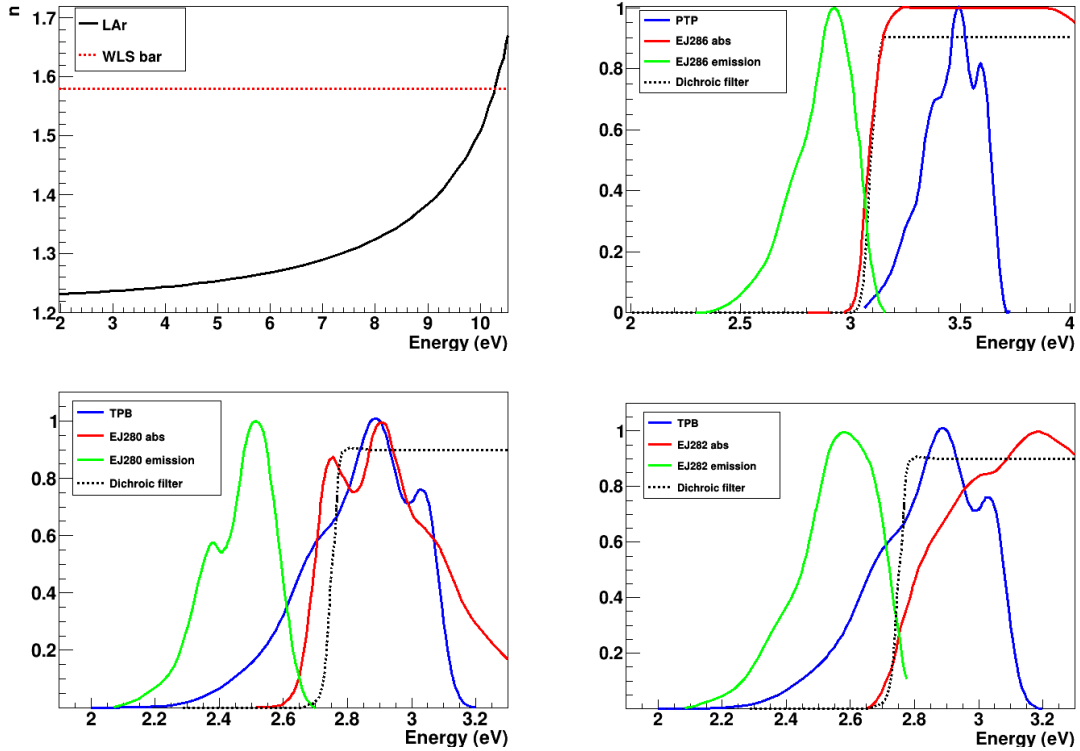 n
1.7
1.6
1.5
1.4
1.3
1.2
LAr
WLS bar
2 3 4 5 6 7 8 9 10
Energy (eV)
1
0.8
0.6
0.4
0.2
0
PTP
EJ286 abs
EJ286 emission
Dichroic filter
2 2.5 3 3.5 4
Energy (eV)
1
0.8
0.6
0.4
0.2
TPB
EJ280 abs
EJ280 emission
Dichroic filter
2 2.2 2.4 2.6 2.8 3 3.2
Energy (eV)
1
0.8
0.6
0.4
0.2
TPB
EJ282 abs
EJ282 emission
Dichroic filter
2 2.2 2.4 2.6 2.8 3 3.2
Energy (eV)